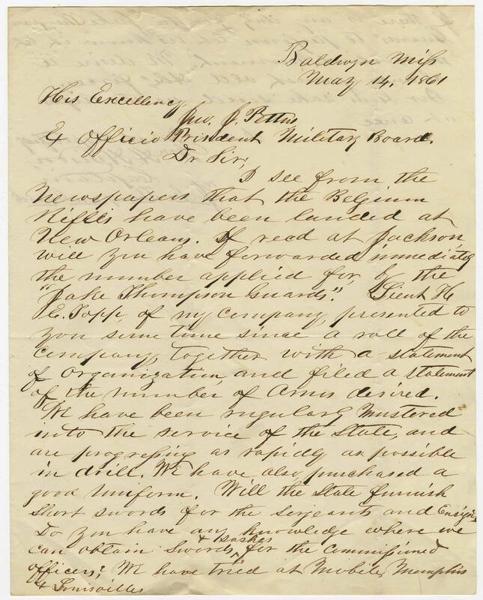 Baldwyn Miss
May 14, 1861
His Excellency
Jno. J. Pettus
Ex Officio President Military Board.
Dr Sir,
I see from the
Newspapers that the Belgium
Rifles have been landed at
New Orleans. If recd at Jackson
will you have forwarded immediately
the number applied for, by the
"Jake Thompson Guards". Lieut H
C. Topp of my company presented to
you some time since a roll of the
company, together with a statement
of organization and filed a statement
of the number of Arms desired.
We have been regularly mustered
into the service of the State, and
are progressing as rapidly as possible
in drill. We have also purchased a
good uniform. Will the State furnish
short swords for the sergeants and Ensign
Do you have any knowledge where we
can obtain swords, & sashes for the commissioned
officers? We have tried at Mobile, Memphis
& Louisville